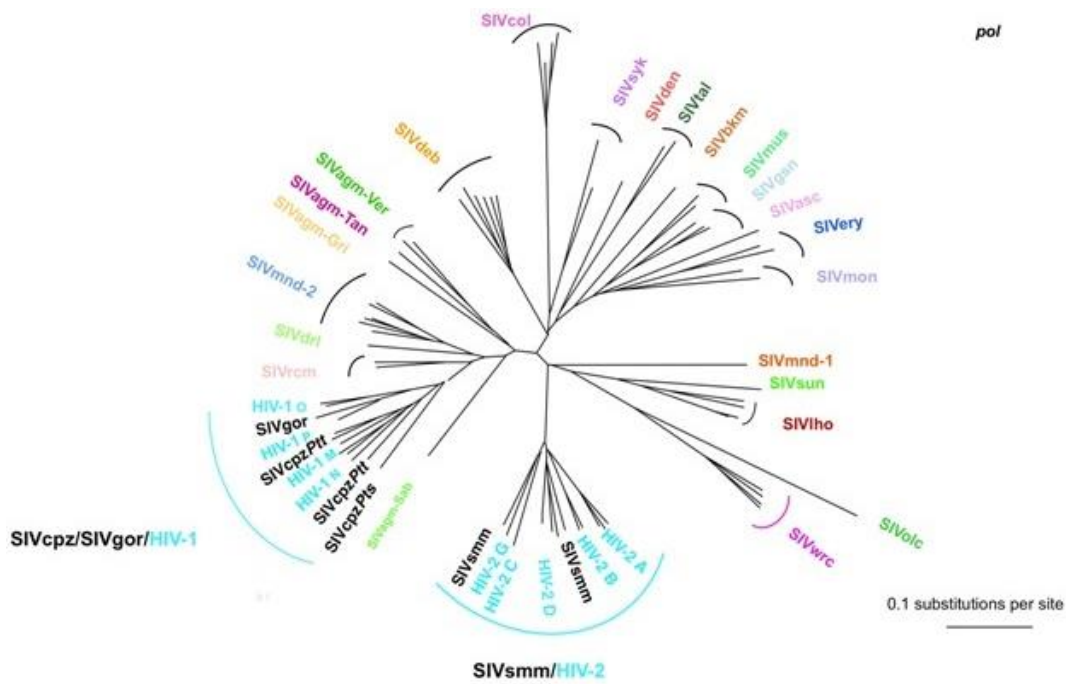 SIVcol
pol
SIVsyk
SIVden
SIVtal
SIVbkm
SIVmus
SIVgsn
SIVasc
SIVery
SIVmon
SIVdeb
SIVagm-Ver
SIVagm-Tan
SIVagm-Gri
SIVmnd-2
SIVdrl
SIVrcm
HIV-1 O
SIVgor
HIV-1 P
SIVcpzPtt
HIV-1 M
HIV-1 N
SIVcpzPtt
SIVcpzPts
SIVagm-Sab
SIVcpz/SIVgor/HIV-1
SIVsmm
HIV-2 G
HIV-2 C
HIV-2 D
SIVsmm
HIV-2 B
HIV-2 A
SIVsmm/HIV-2
SIVmnd-1
SIVsun
SIVlho
SIVolc
SIVwrc
0.1 substitutions per site